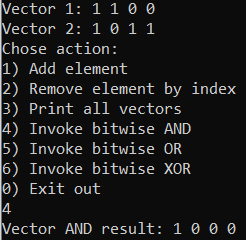 Vector 1: 1 1 0 0
Vector 2: 1 0 1 1
Chose action:
1) Add element
2) Remove element by index
3) Print all vectors
4) Invoke bitwise AND
5) Invoke bitwise OR
6) Invoke bitwise XOR
0) Exit out
4
Vector AND result: 1 0 0 0